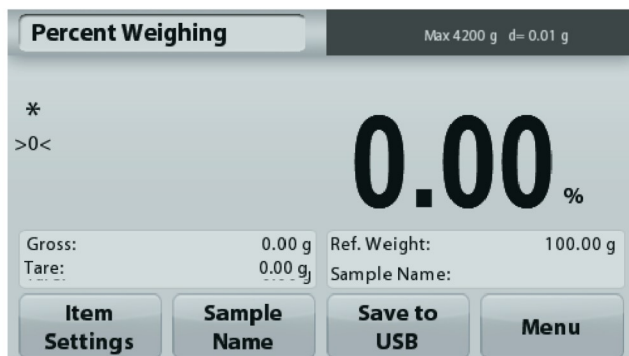 Percent Weighing
Max 4200 g d= 0.01 g
*
>0<
0.00 %
Gross: 0.00 g
Tare: 0.00 g
Ref. Weight: 100.00 g
Sample Name:
Item Settings
Sample Name
Save to USB
Menu